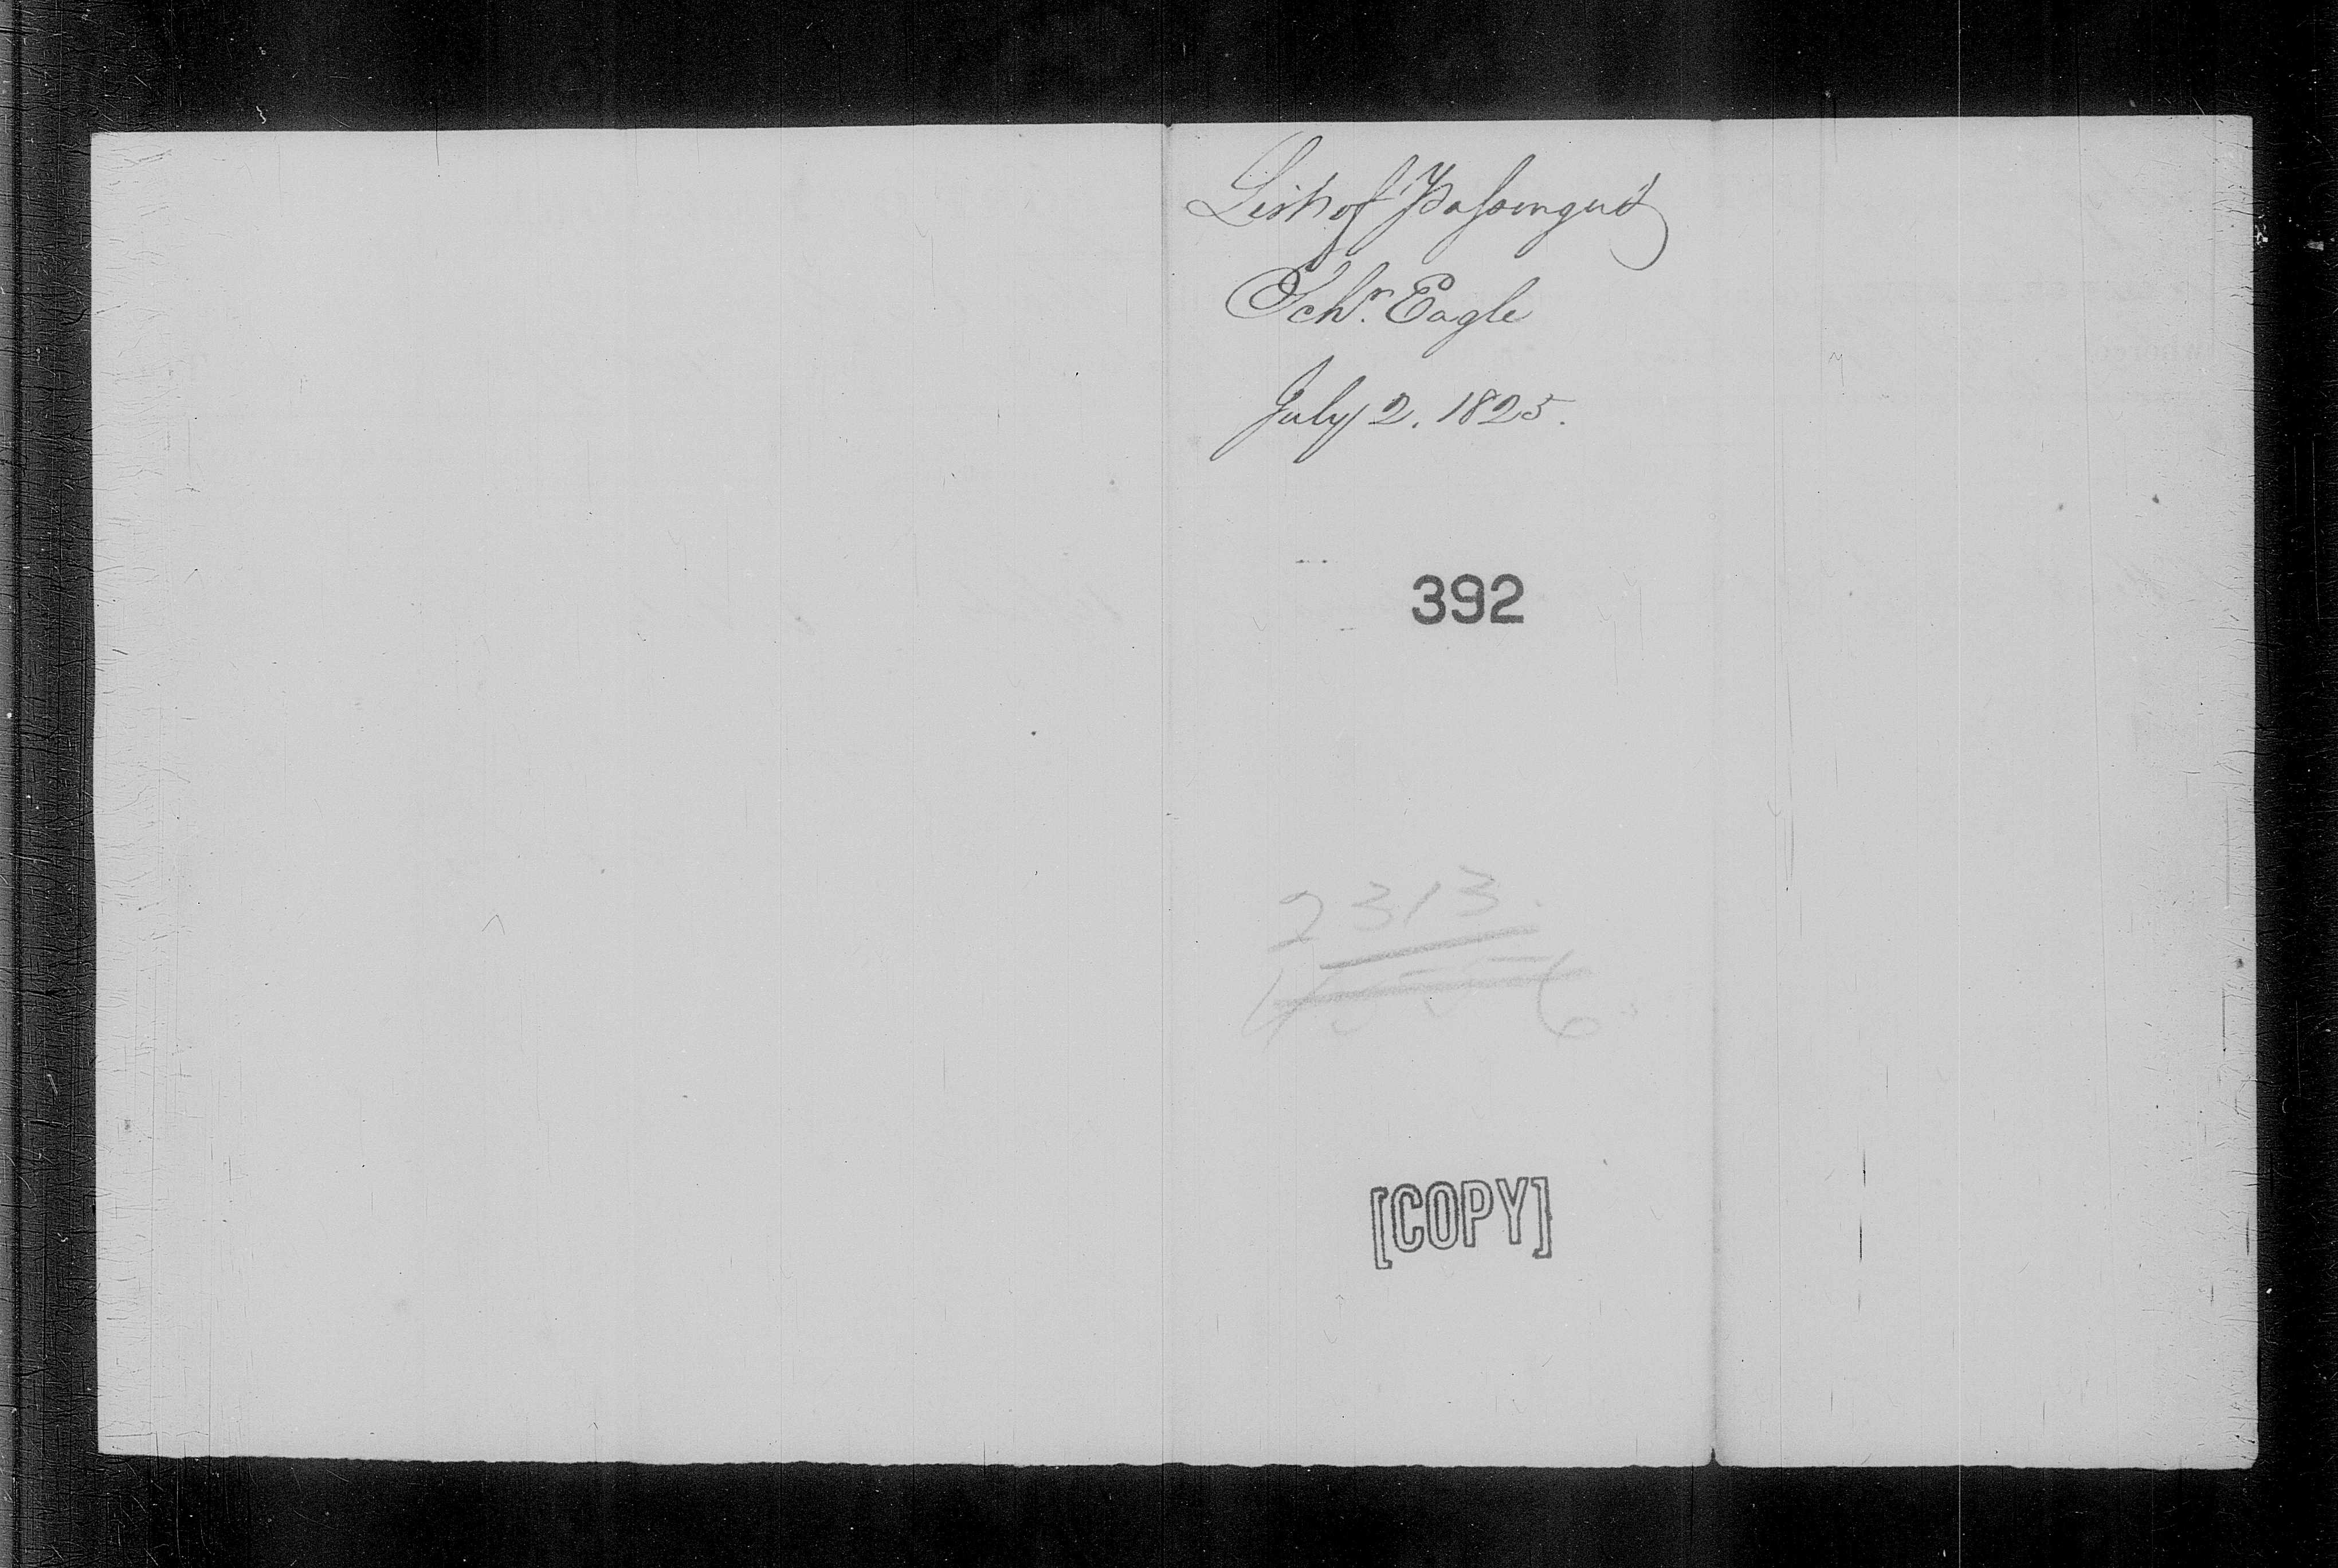 List of Passengers
Schr. Eagle
July 2. 1825.
392
2313.
[COPY]